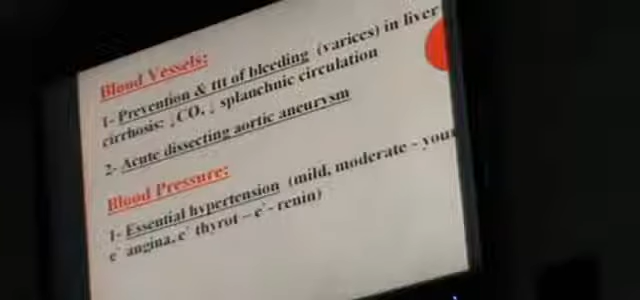 Blood Vessels:
1- Prevention & ttt of bleeding (varices) in liver
cirrhosis: ↓CO, ↓ splanchnic circulation
2- Acute dissecting aortic aneurysm
Blood Pressure:
1- Essential hypertension (mild, moderate - youn
e` angina, e` thyrot – e`- renin)